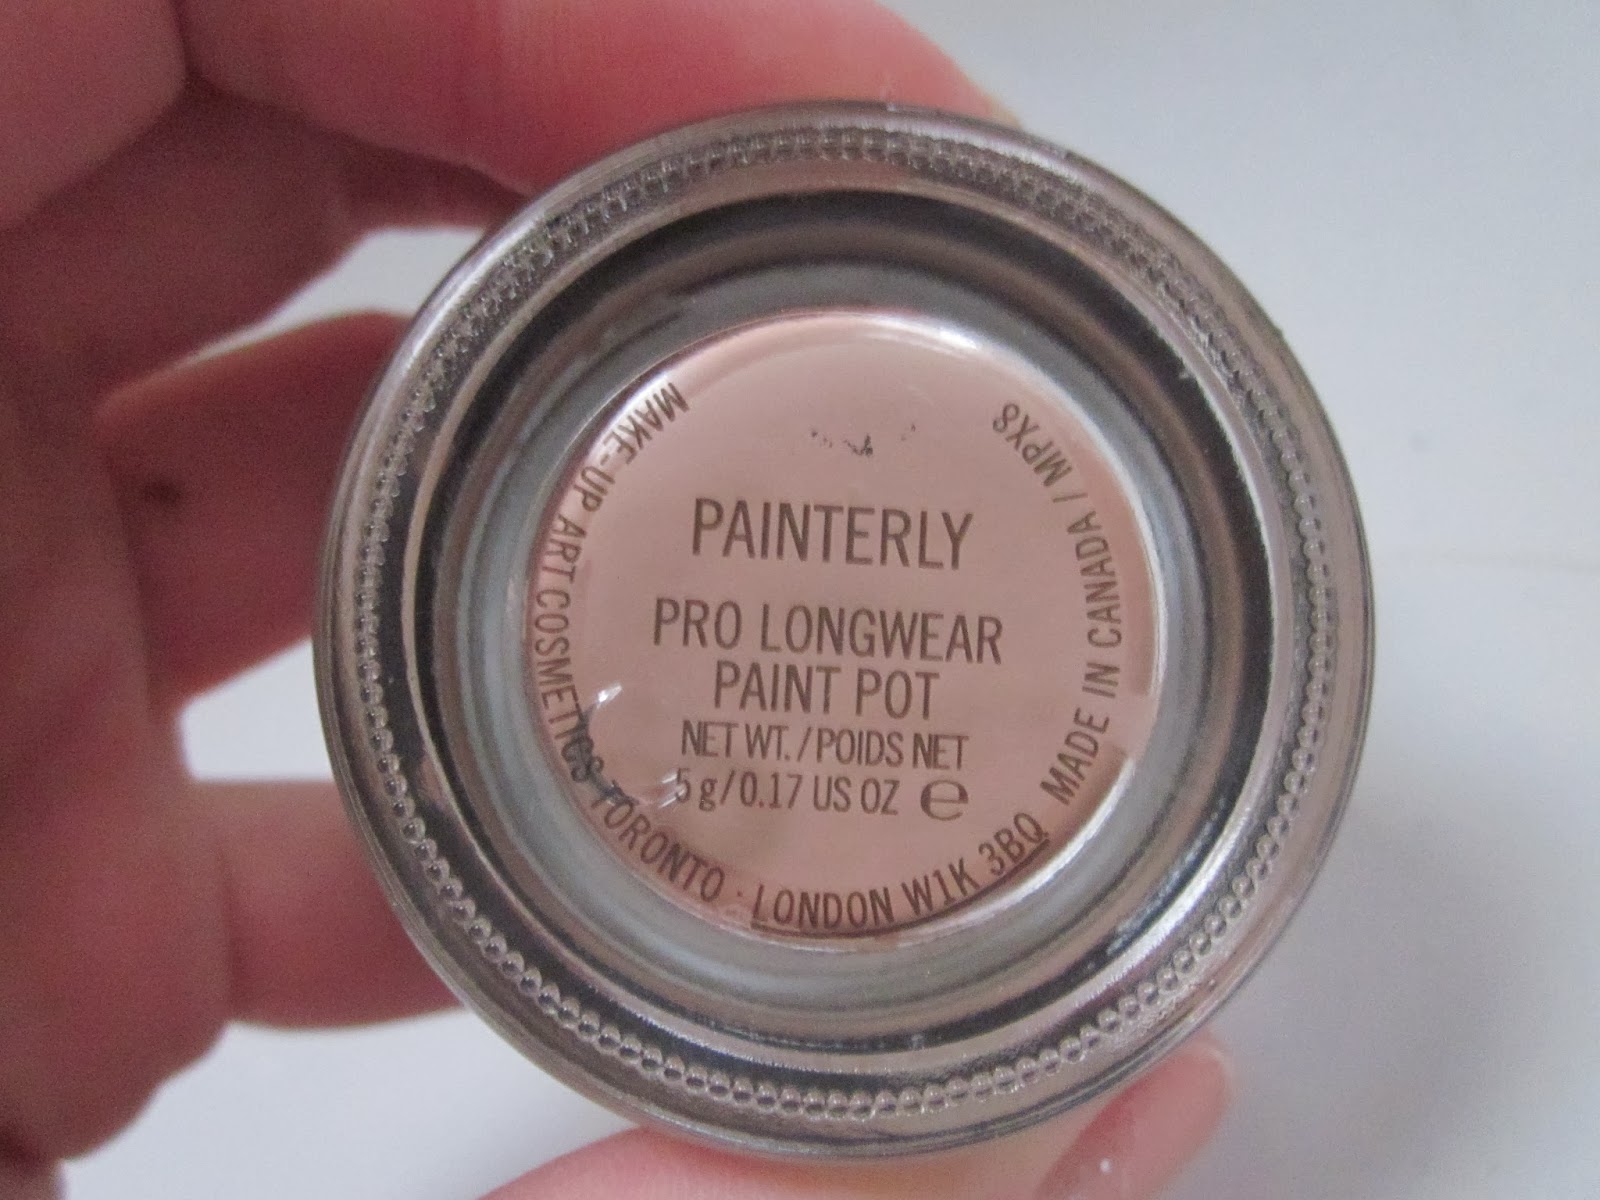 PAINTERLY
PRO LONGWEAR
PAINT POT
NET WT./POIDS NET
5 g/0.17 US OZ ℮
MAKE-UP ART COSMETICS TORONTO · LONDON W1K 3BQ MADE IN CANADA / MPX8